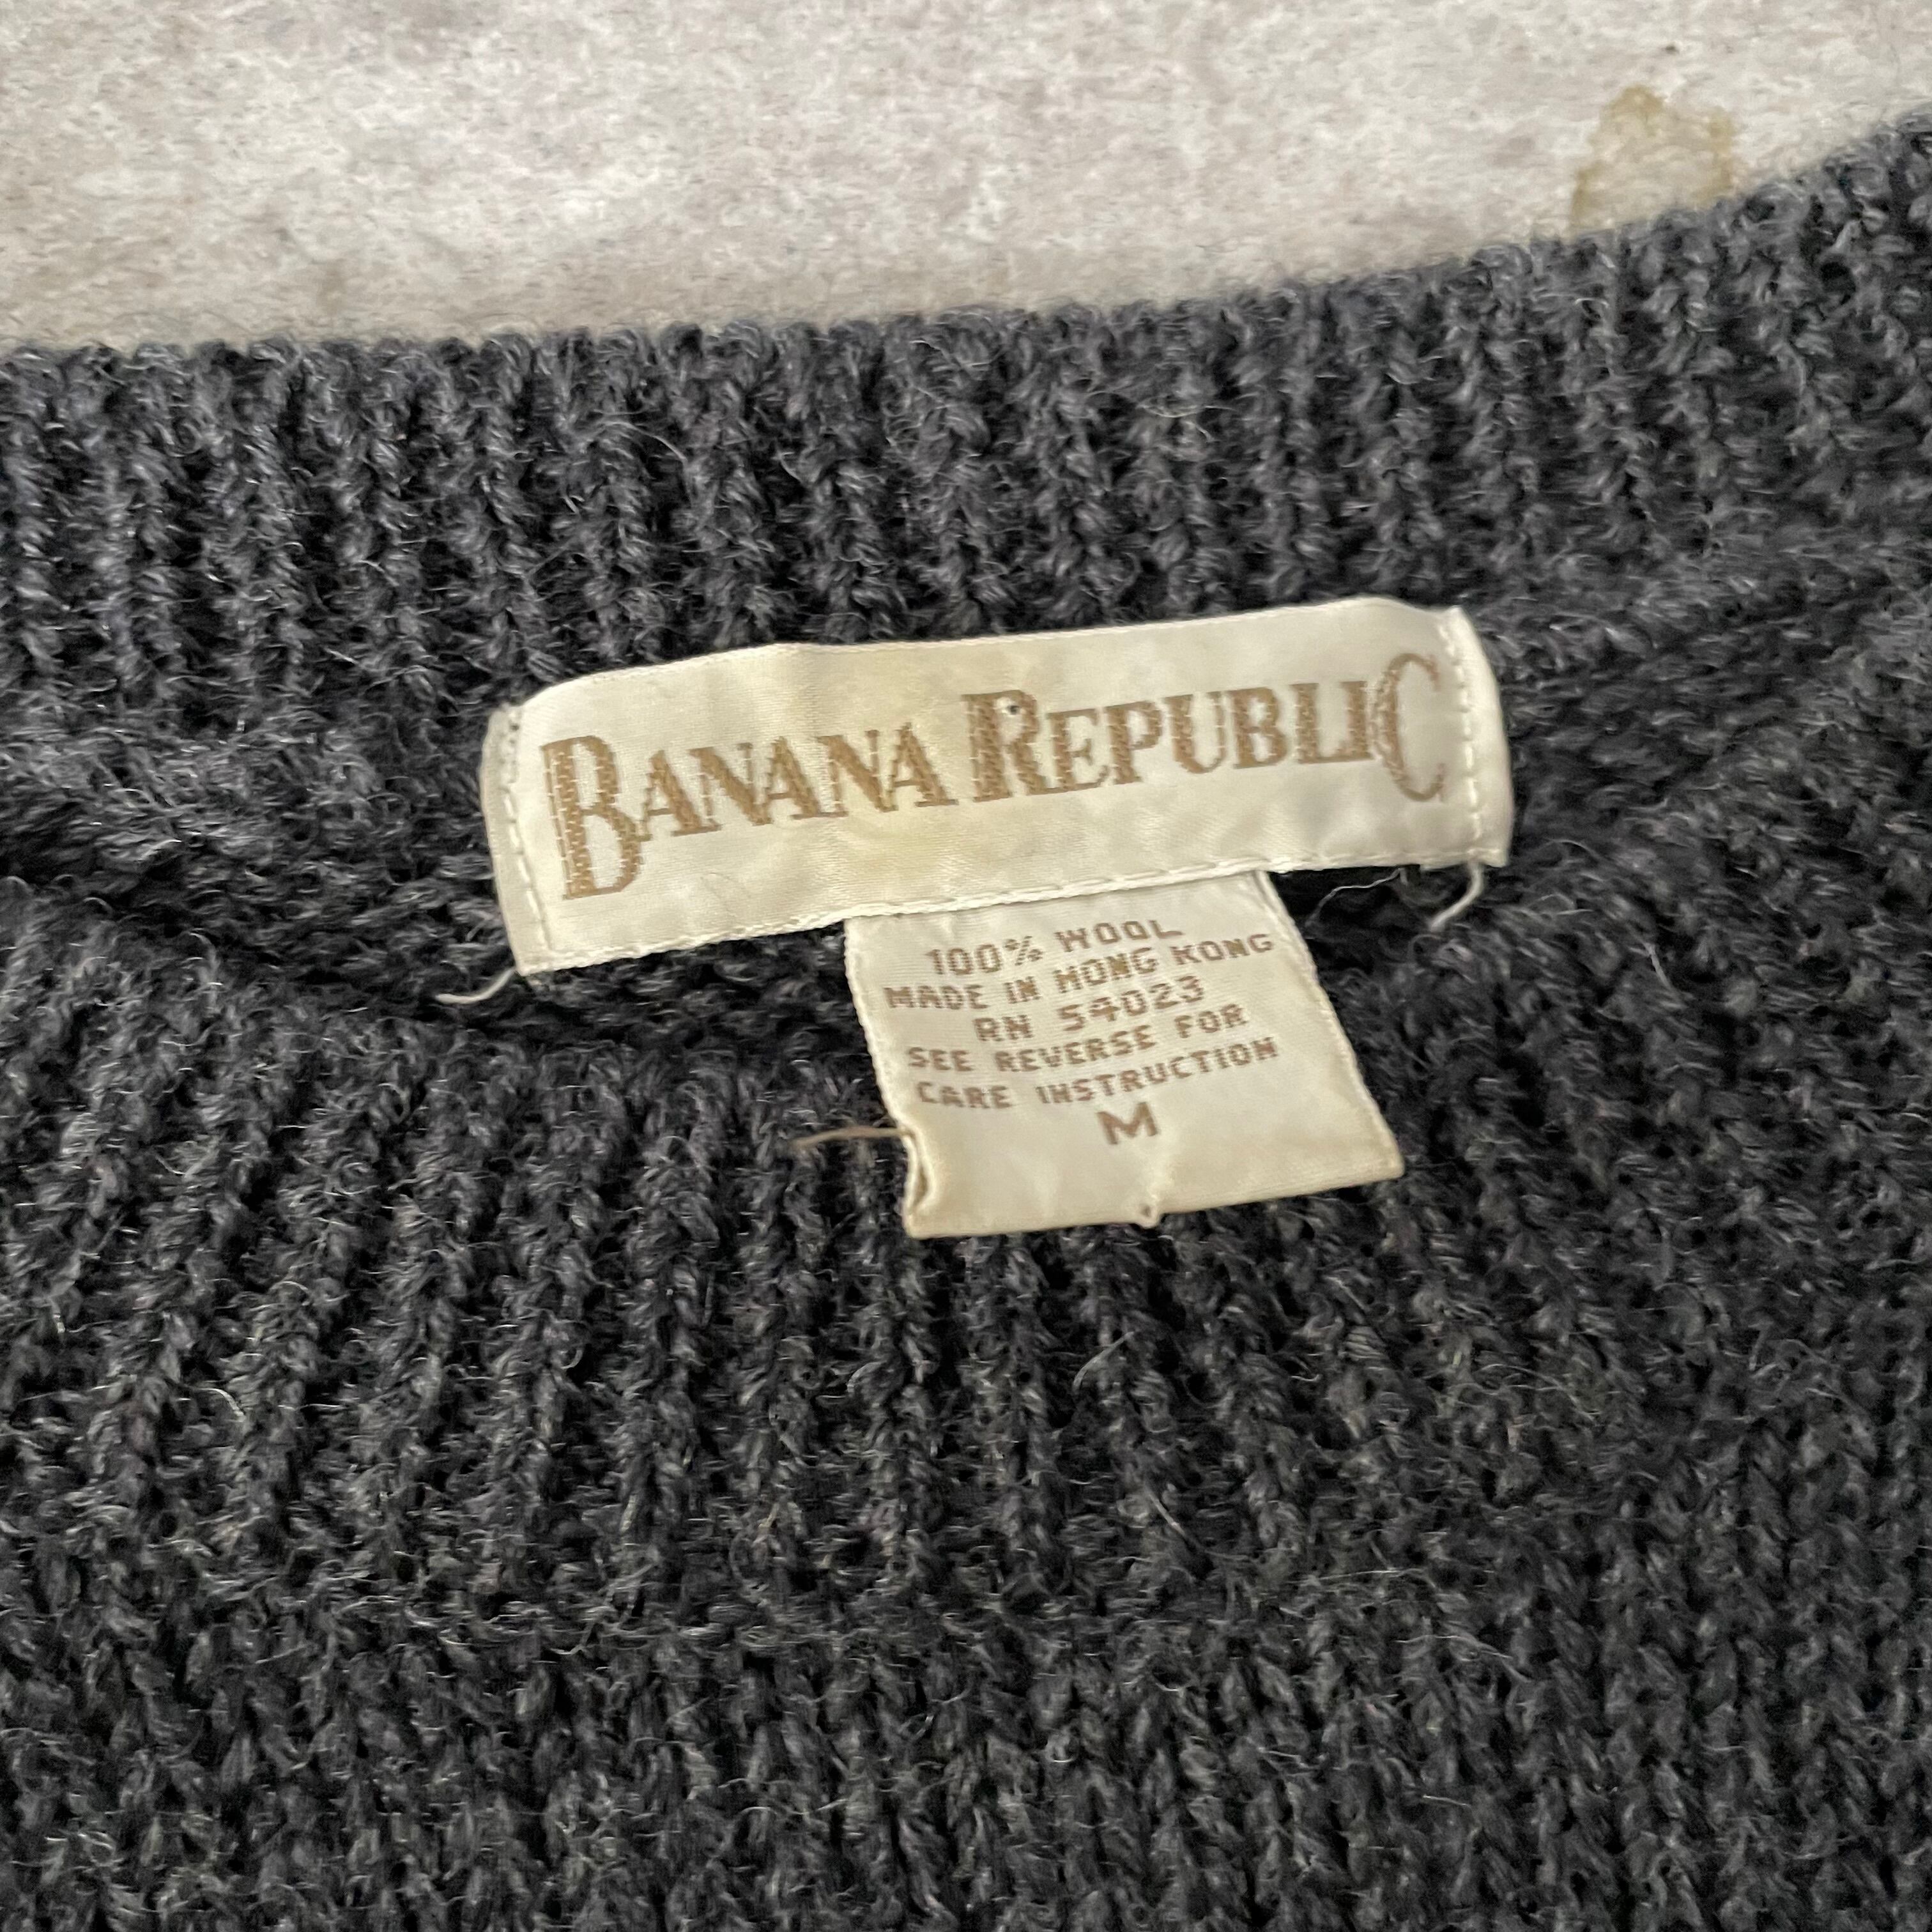 BANANA REPUBLIC
100% WOOL
MADE IN HONG KONG
RN 54023
SEE REVERSE FOR
CARE INSTRUCTION
M